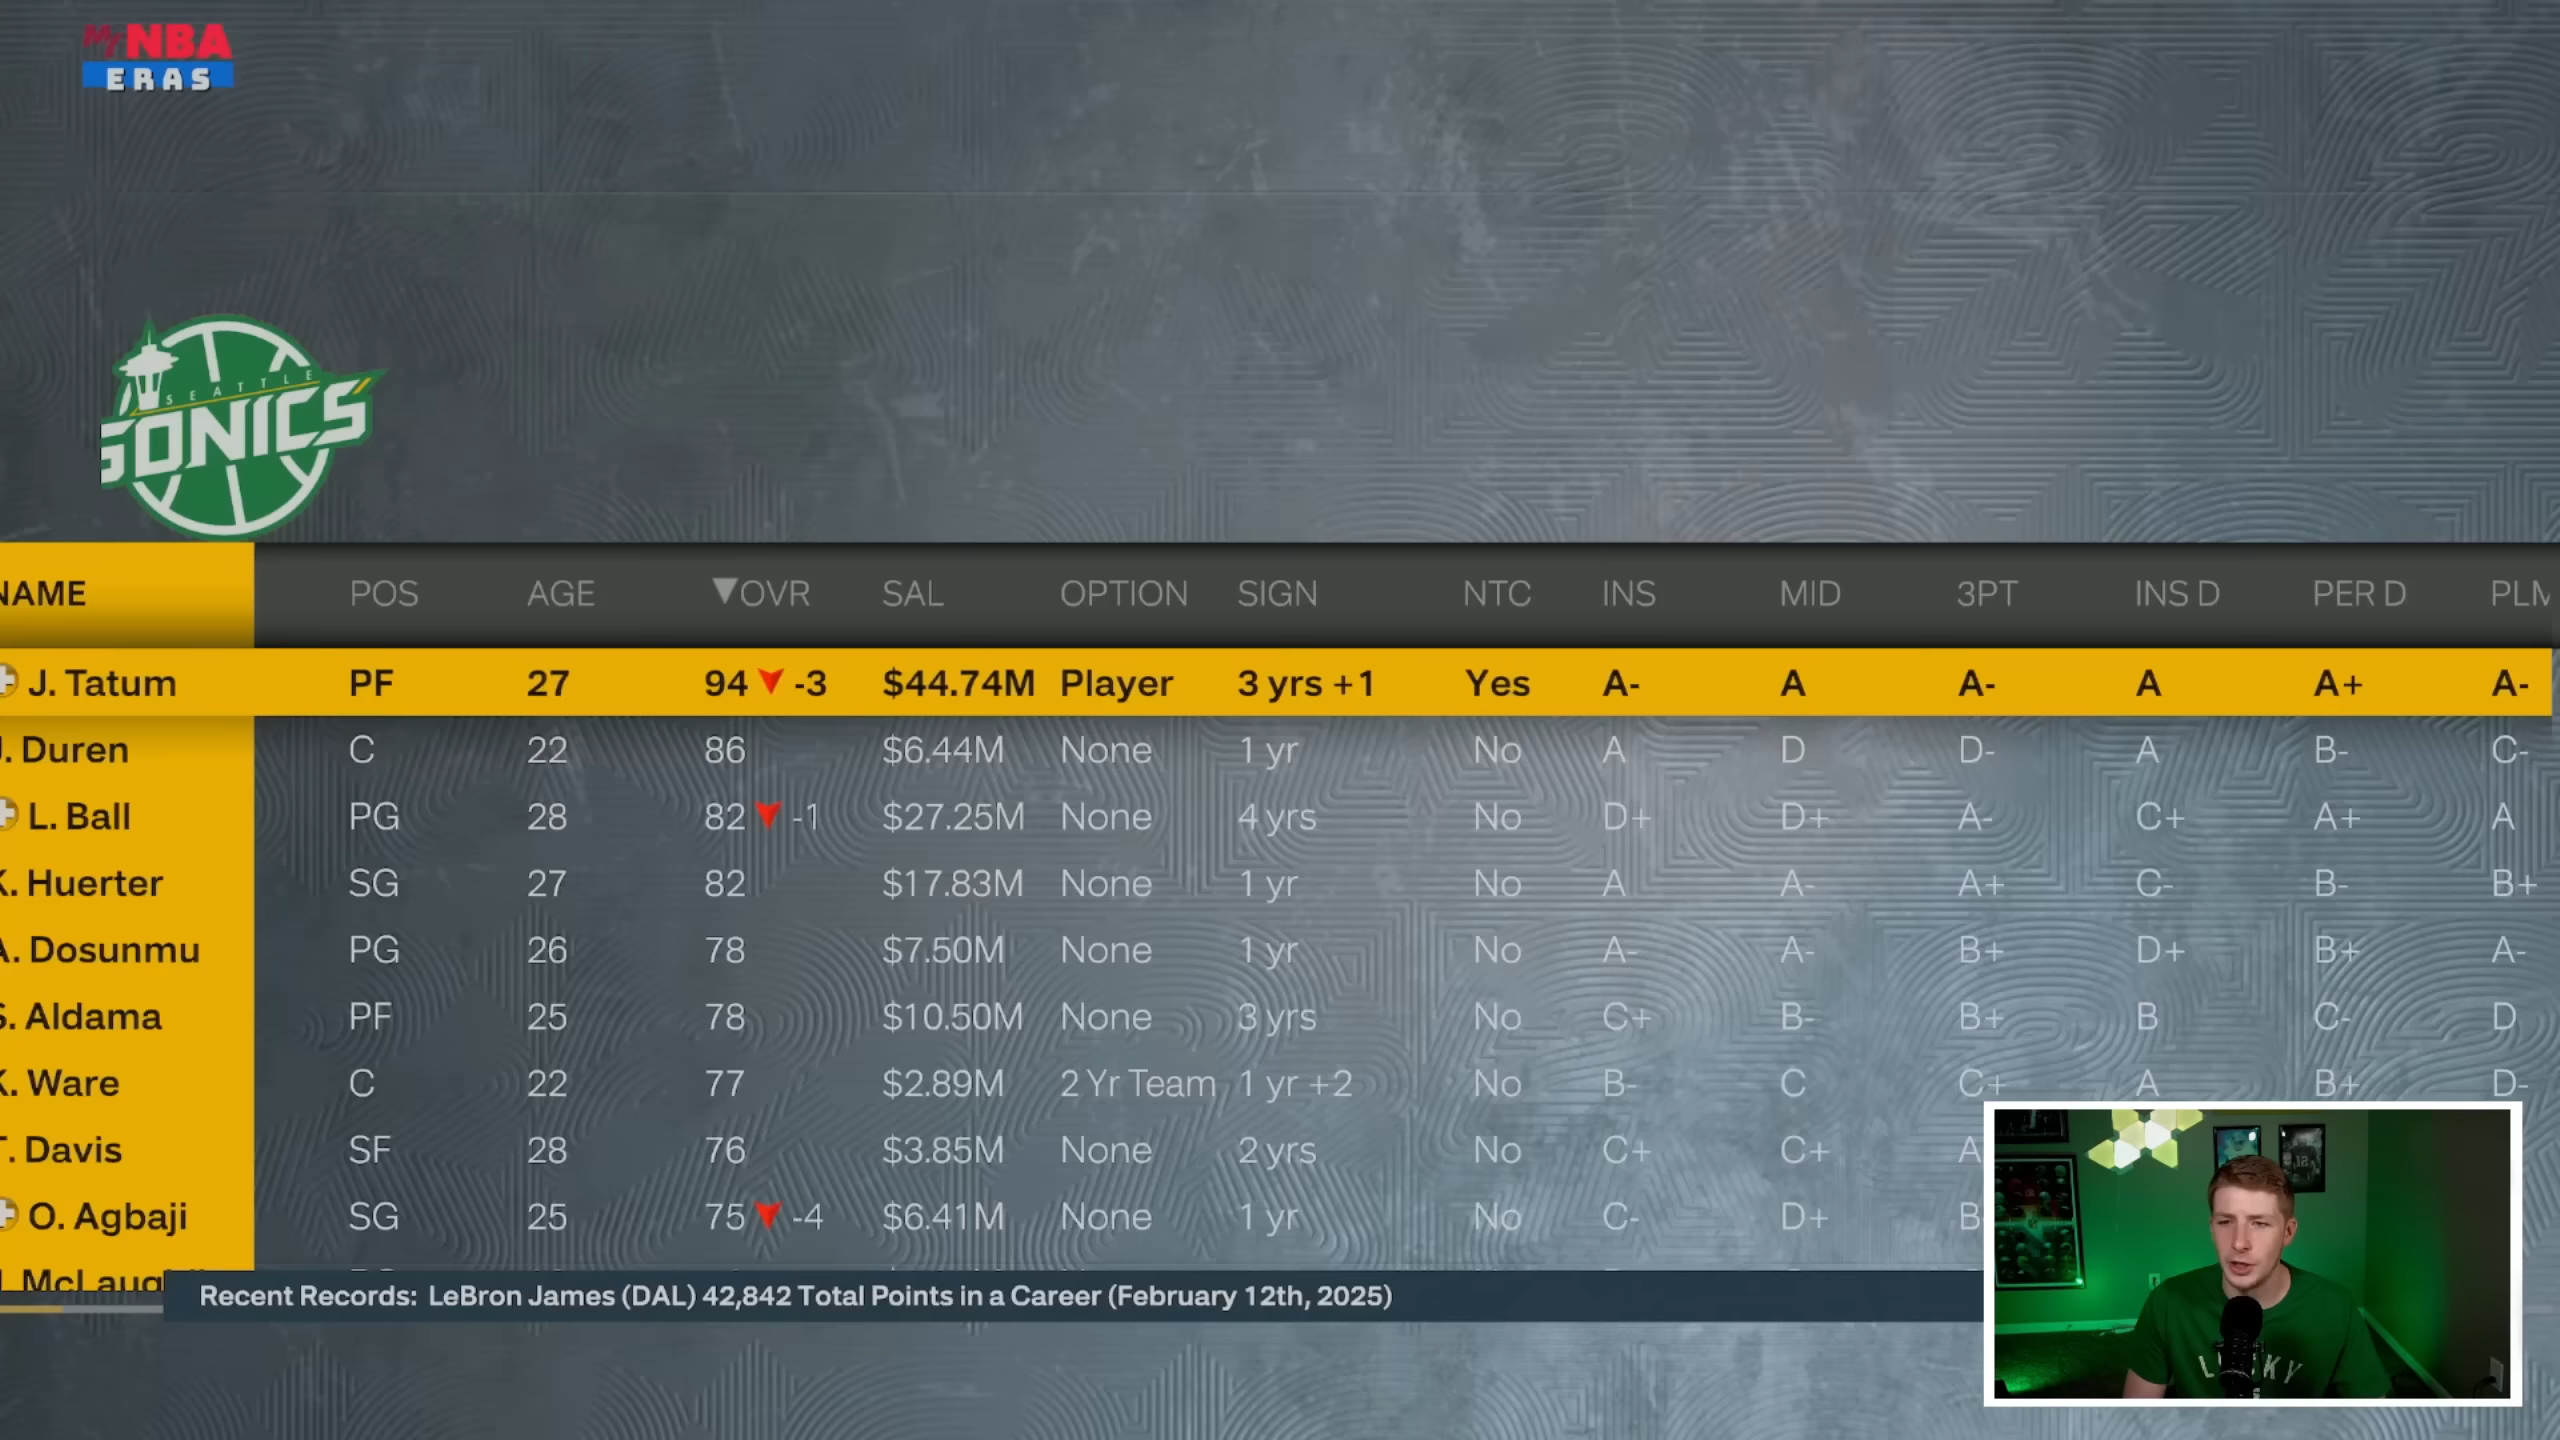 My NBA
ERAS
SEATTLE
SONICS
NAME POS AGE ▼OVR SAL OPTION SIGN NTC INS MID 3PT INS D PER D PLM
J. Tatum PF 27 94 -3 $44.74M Player 3 yrs +1 Yes A- A A- A A+ A-
J. Duren C 22 86 $6.44M None 1 yr No A D D- A B- C-
L. Ball PG 28 82 -1 $27.25M None 4 yrs No D+ D+ A- C+ A+ A
K. Huerter SG 27 82 $17.83M None 1 yr No A A- A+ C- B- B+
A. Dosunmu PG 26 78 $7.50M None 1 yr No A- A- B+ D+ B+ A-
S. Aldama PF 25 78 $10.50M None 3 yrs No C+ B- B+ B C- D
K. Ware C 22 77 $2.89M 2 Yr Team 1 yr +2 No B- C C+ A B+ D-
T. Davis SF 28 76 $3.85M None 2 yrs No C+ C+ A
O. Agbaji SG 25 75 -4 $6.41M None 1 yr No C- D+ B
Recent Records: LeBron James (DAL) 42,842 Total Points in a Career (February 12th, 2025)